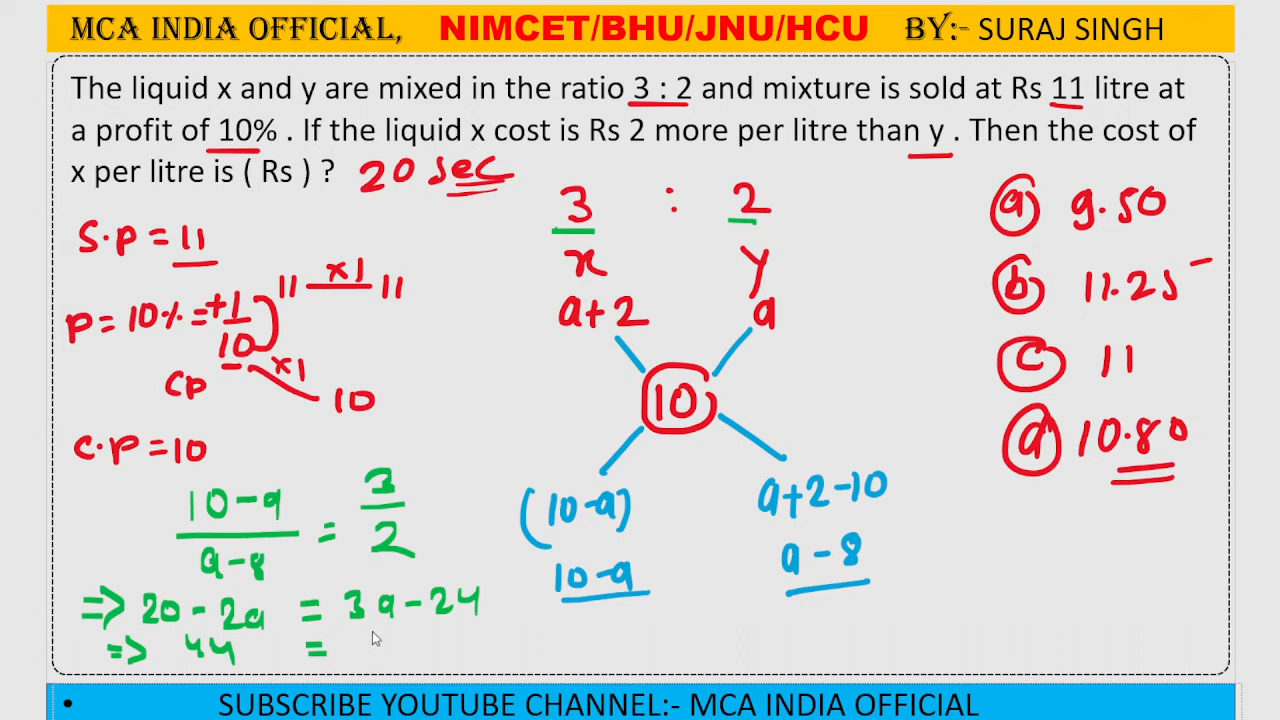 MCA INDIA OFFICIAL, NIMCET/BHU/JNU/HCU BY:- SURAJ SINGH
The liquid x and y are mixed in the ratio 3 : 2 and mixture is sold at Rs 11 litre at
a profit of 10% . If the liquid x cost is Rs 2 more per litre than y . Then the cost of
x per litre is ( Rs ) ? 20 sec
S.P = 11
P = 10% = +1/10
11 ×1 11
CP ×1 10
C.P = 10
3 : 2
x y
a+2 a
10
(10-a) a+2-10
10-a a-8
10-a/a-8 = 3/2
=> 20-2a = 3a-24
=> 44 =
(a) 9.50
(b) 11.25
(c) 11
(d) 10.80
• SUBSCRIBE YOUTUBE CHANNEL:- MCA INDIA OFFICIAL